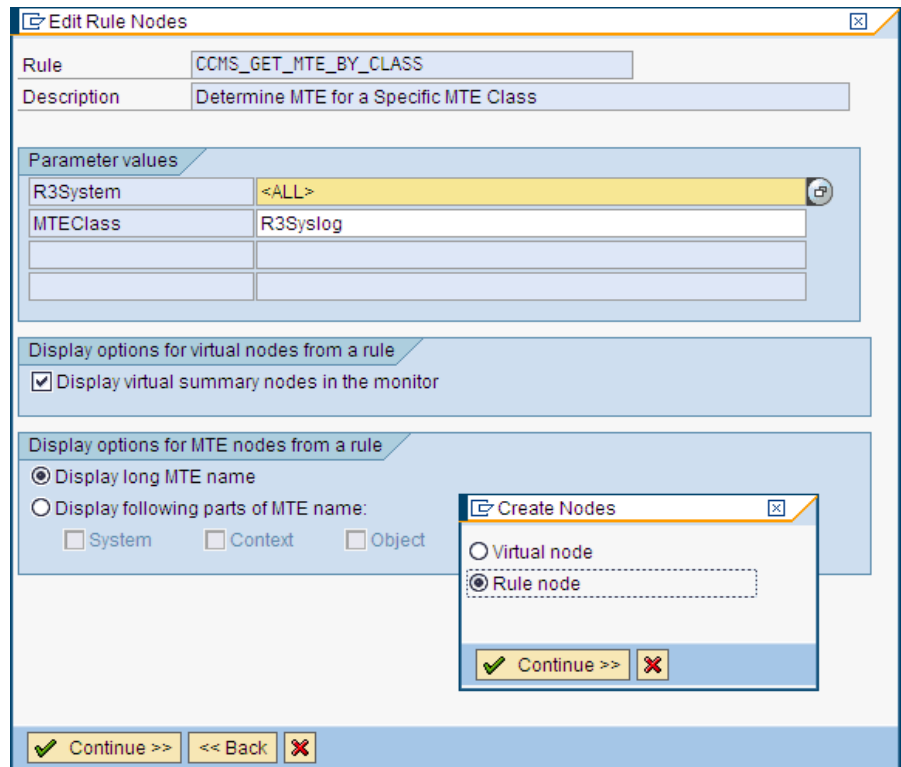 Edit Rule Nodes
Rule CCMS_GET_MTE_BY_CLASS
Description Determine MTE for a Specific MTE Class
Parameter values
R3System <ALL>
MTEClass R3Syslog
Display options for virtual nodes from a rule
Display virtual summary nodes in the monitor
Display options for MTE nodes from a rule
Display long MTE name
Display following parts of MTE name:
System Context Object
Create Nodes
Virtual node
Rule node
Continue >>
Continue >> << Back